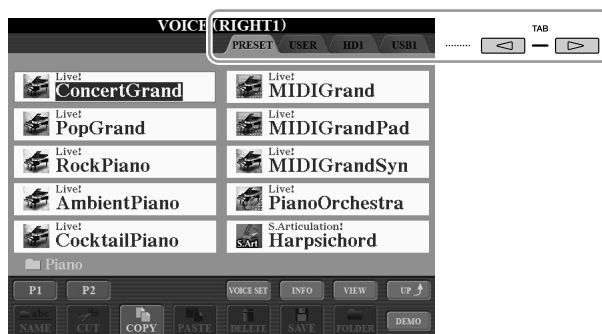 VOICE (RIGHT1)
PRESET USER HD1 USB1
TAB
Live!
ConcertGrand
Live!
MIDIGrand
Live!
PopGrand
Live!
MIDIGrandPad
Live!
RockPiano
Live!
MIDIGrandSyn
Live!
AmbientPiano
Live!
PianoOrchestra
Live!
CocktailPiano
S.Art
S.Articulation!
Harpsichord
Piano
P1 P2 VOICE SET INFO VIEW UP
abc
NAME CUT COPY PASTE DELETE SAVE FOLDER DEMO